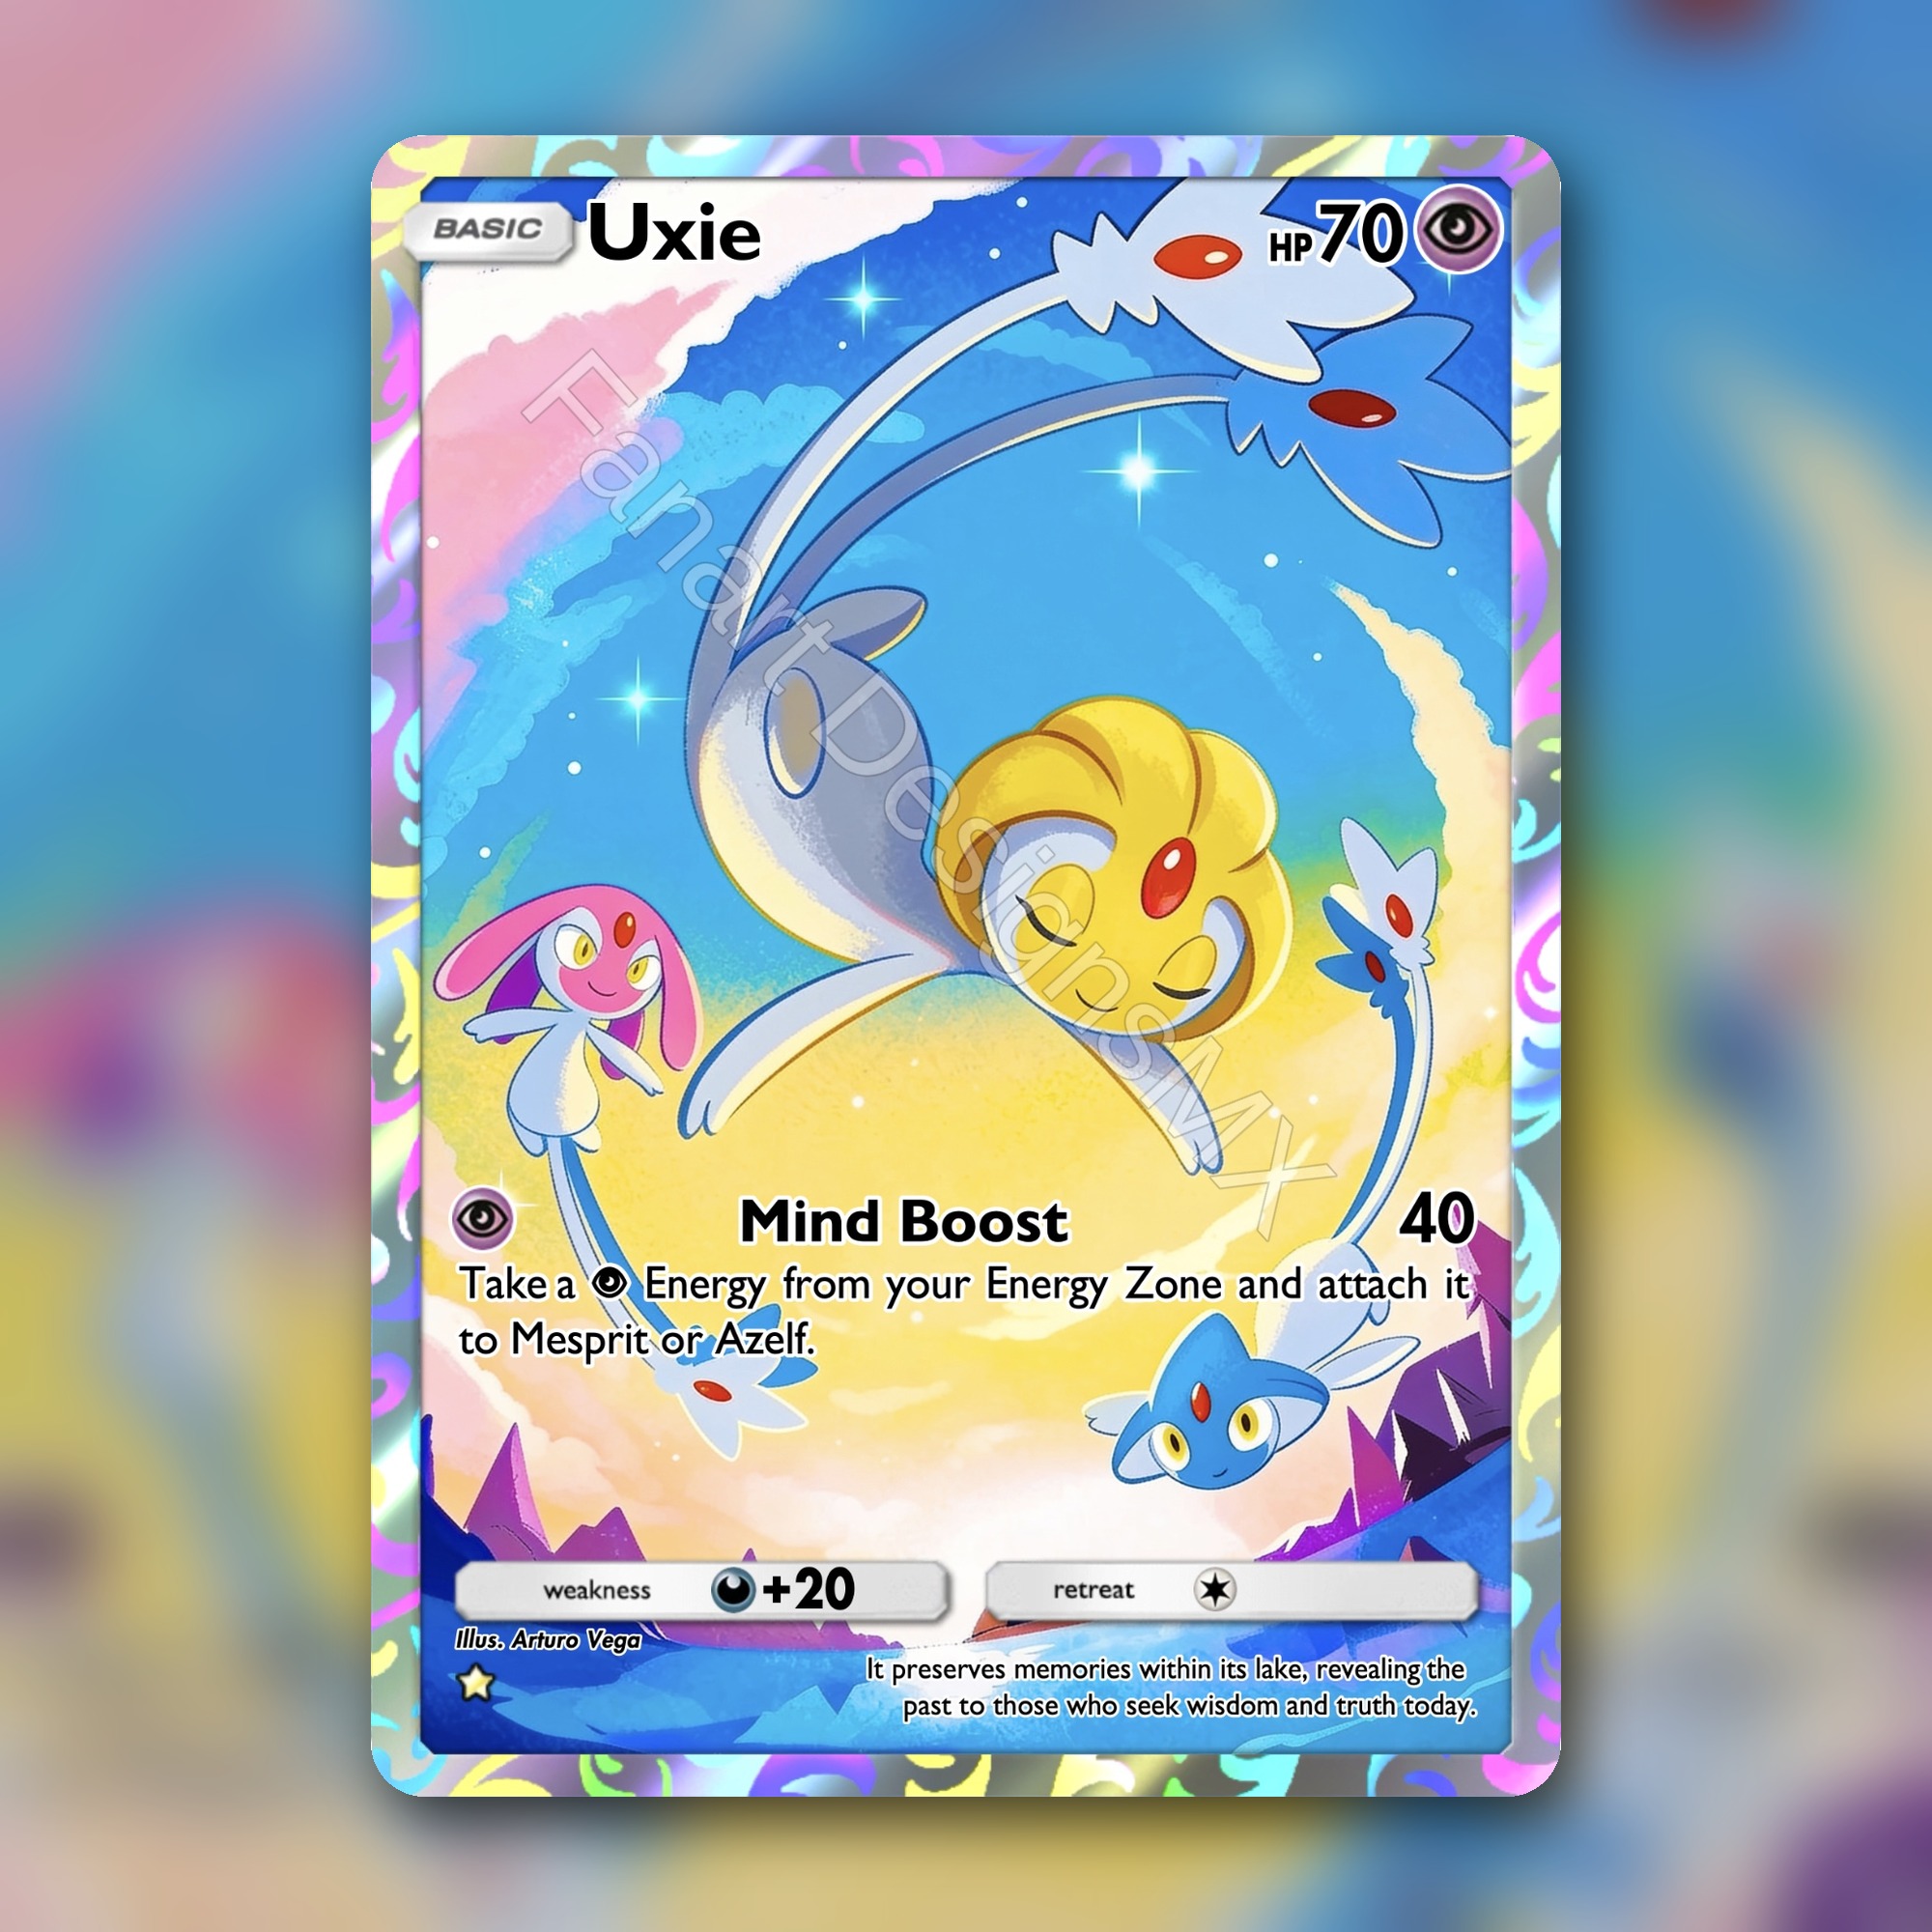 BASIC Uxie HP 70
FanartDesignsMX
Mind Boost 40
Take a Energy from your Energy Zone and attach it
to Mesprit or Azelf.
weakness +20 retreat
Illus. Arturo Vega
It preserves memories within its lake, revealing the
past to those who seek wisdom and truth today.